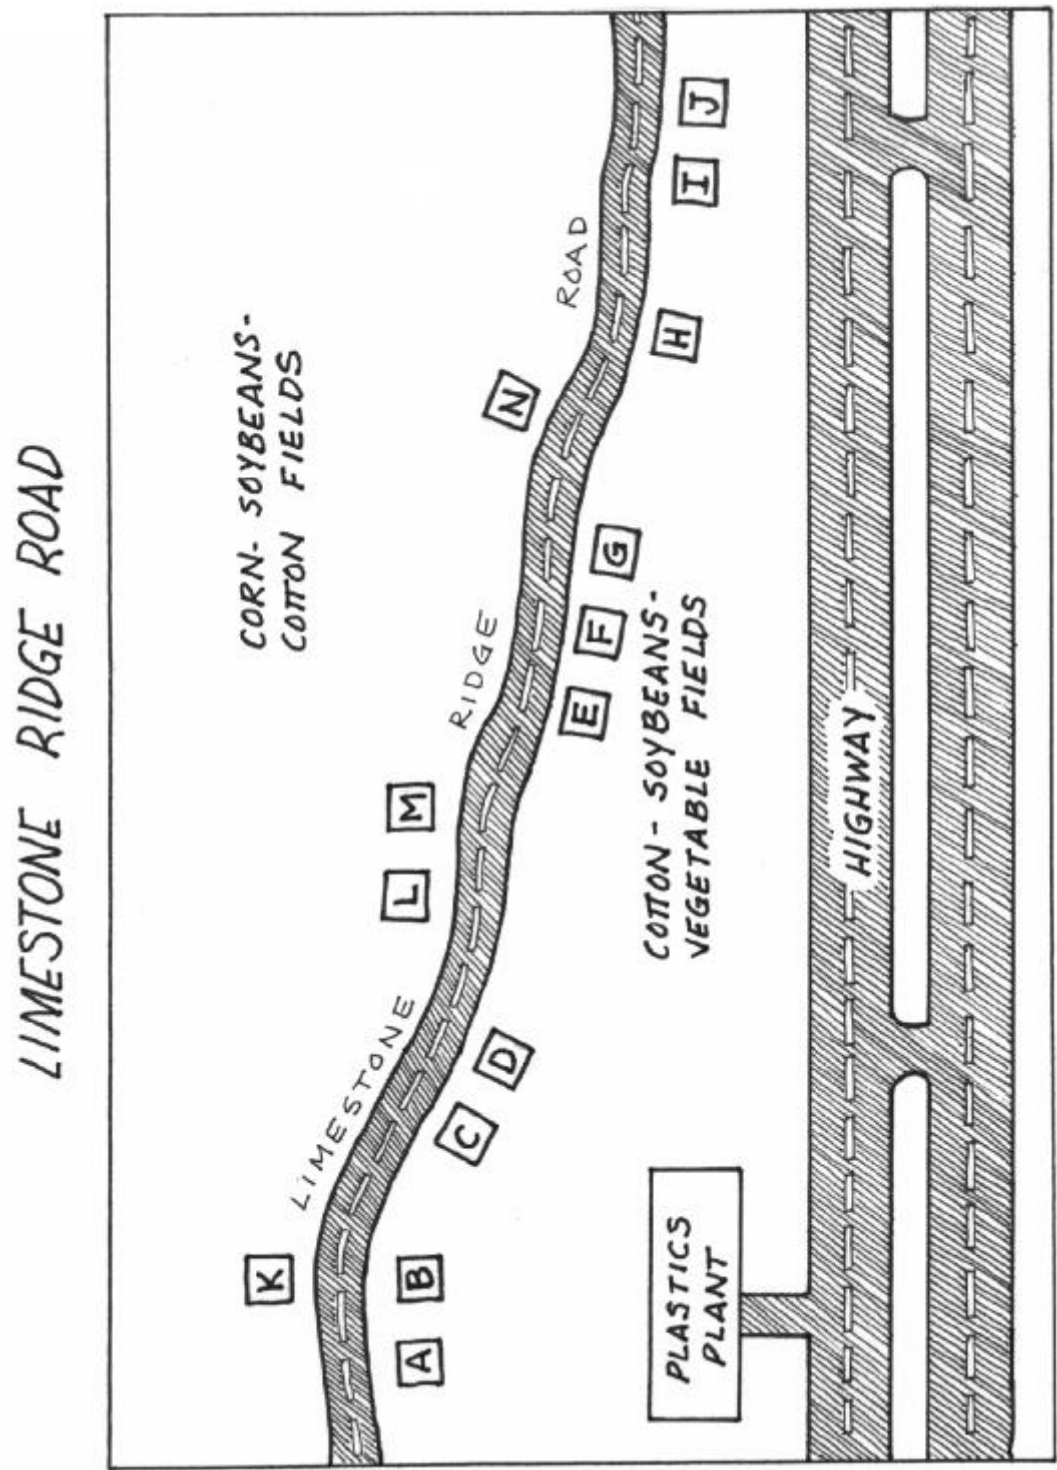 LIMESTONE RIDGE ROAD
CORN- SOYBEANS-
COTTON FIELDS
LIMESTONE RIDGE ROAD
K
L
M
N
A
B
C
D
E
F
G
H
I
J
COTTON- SOYBEANS-
VEGETABLE FIELDS
PLASTICS
PLANT
HIGHWAY